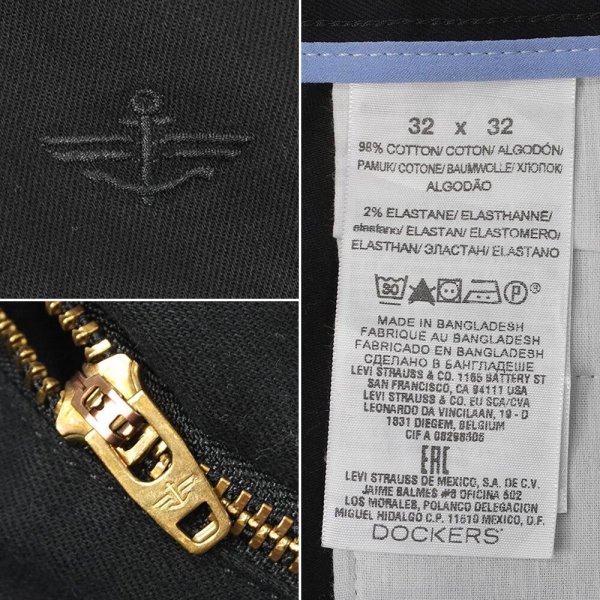 32 x 32
98% COTTON/ COTON/ ALGODÓN/
PAMUK/ COTONE/ BAUMWOLLE/ ХЛОПОК/
ALGODÃO
2% ELASTANE/ ELASTHANNE/
elastano/ ELASTAN/ ELASTOMERO/
ELASTHAN/ ЭЛАСТАН/ ELASTANO
30 P
MADE IN BANGLADESH
FABRIQUE AU BANGLADESH
FABRICADO EN BANGLADESH
СДЕЛАНО В БАНГЛАДЕШЕ
LEVI STRAUSS & CO. 1155 BATTERY ST
SAN FRANCISCO, CA 94111 USA
LEVI STRAUSS & CO. EU SCA/CVA
LEONARDO DA VINCILAAN, 19 - D
1831 DIEGEM, BELGIUM
CIF A
EAC
LEVI STRAUSS DE MEXICO, S.A. DE C.V.
JAIME BALMES #8 OFICINA 502
LOS MORALES, POLANCO DELEGACION
MIGUEL HIDALGO C.P. 11510 MEXICO, D.F.
DOCKERS®